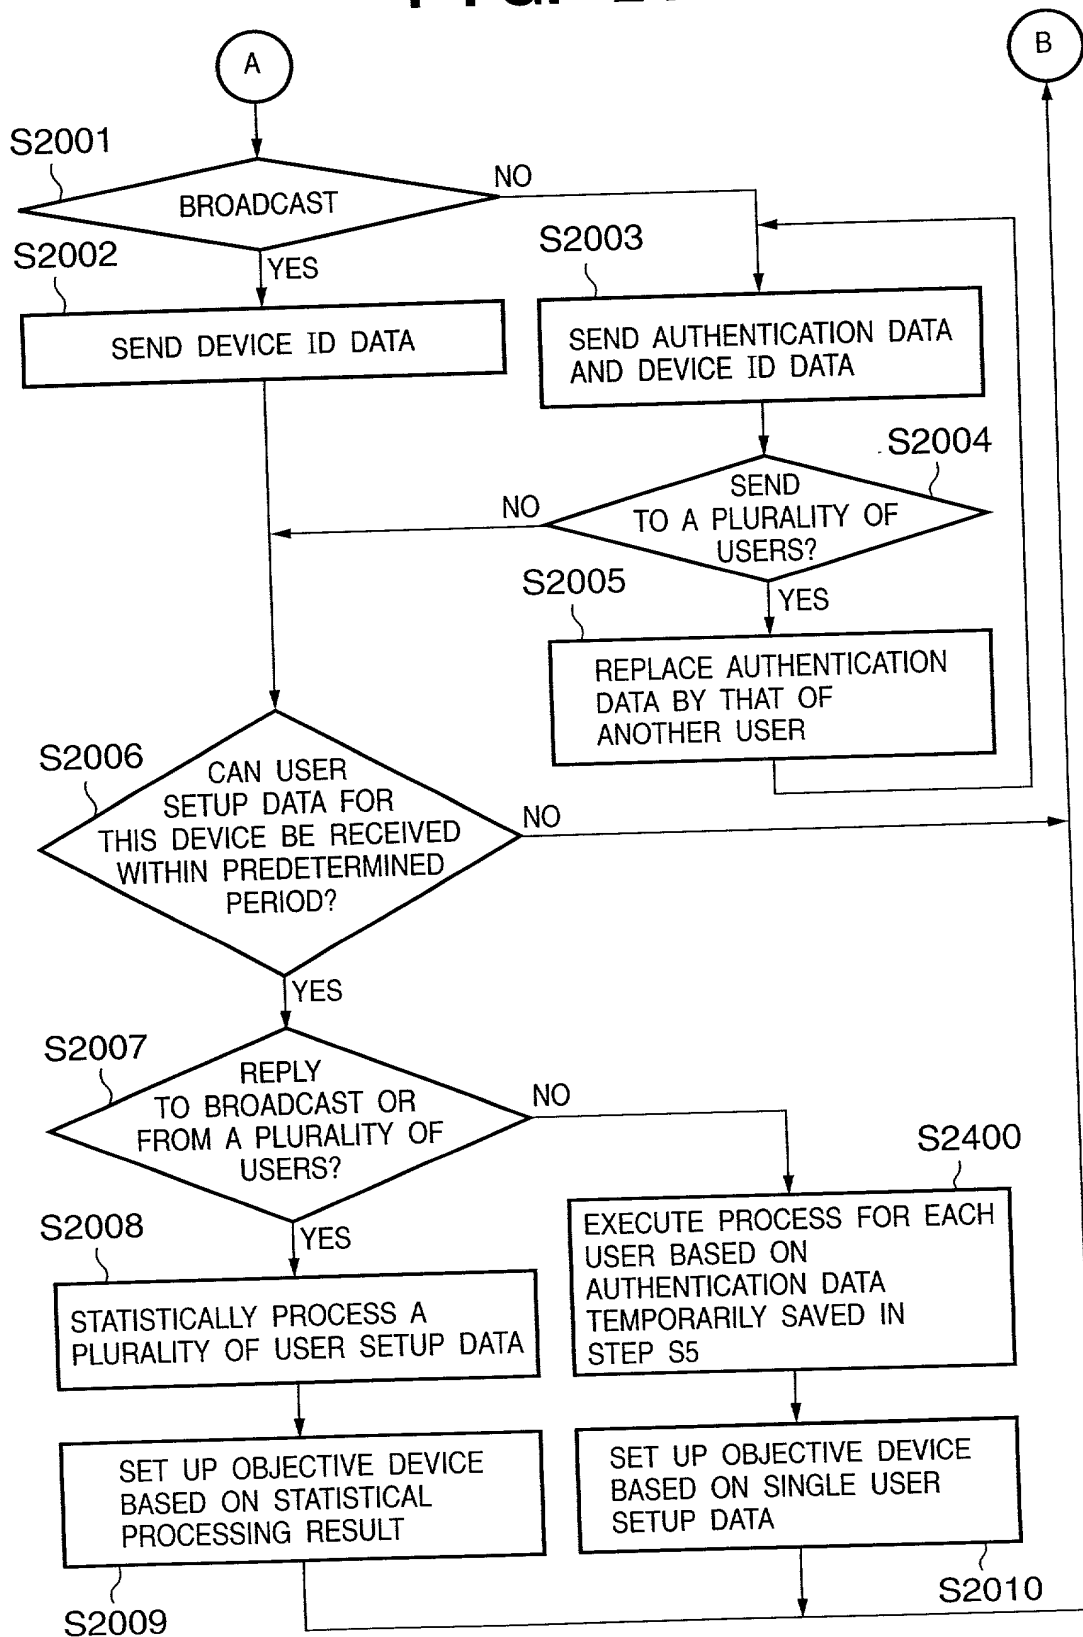 A
B
S2001
BROADCAST
NO
S2002
YES
SEND DEVICE ID DATA
S2003
SEND AUTHENTICATION DATA
AND DEVICE ID DATA
S2004
SEND
TO A PLURALITY OF
USERS?
NO
S2005
YES
REPLACE AUTHENTICATION
DATA BY THAT OF
ANOTHER USER
S2006
CAN USER
SETUP DATA FOR
THIS DEVICE BE RECEIVED
WITHIN PREDETERMINED
PERIOD?
NO
YES
S2007
REPLY
TO BROADCAST OR
FROM A PLURALITY OF
USERS?
NO
YES
S2008
STATISTICALLY PROCESS A
PLURALITY OF USER SETUP DATA
S2400
EXECUTE PROCESS FOR EACH
USER BASED ON
AUTHENTICATION DATA
TEMPORARILY SAVED IN
STEP S5
SET UP OBJECTIVE DEVICE
BASED ON STATISTICAL
PROCESSING RESULT
S2009
SET UP OBJECTIVE DEVICE
BASED ON SINGLE USER
SETUP DATA
S2010